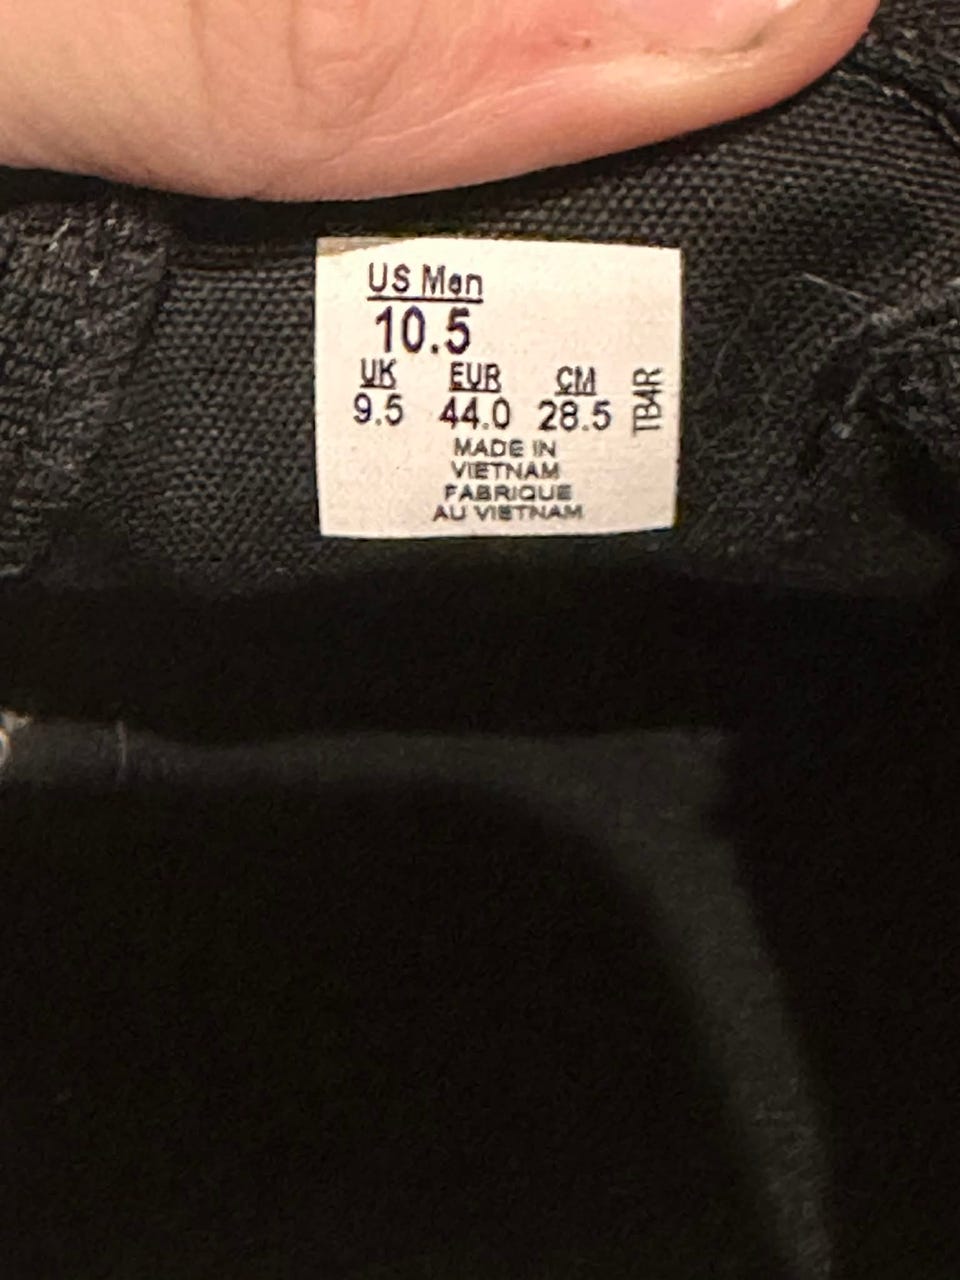 US Men
10.5
UK EUR CM
9.5 44.0 28.5
TB4R
MADE IN
VIETNAM
FABRIQUE
AU VIETNAM